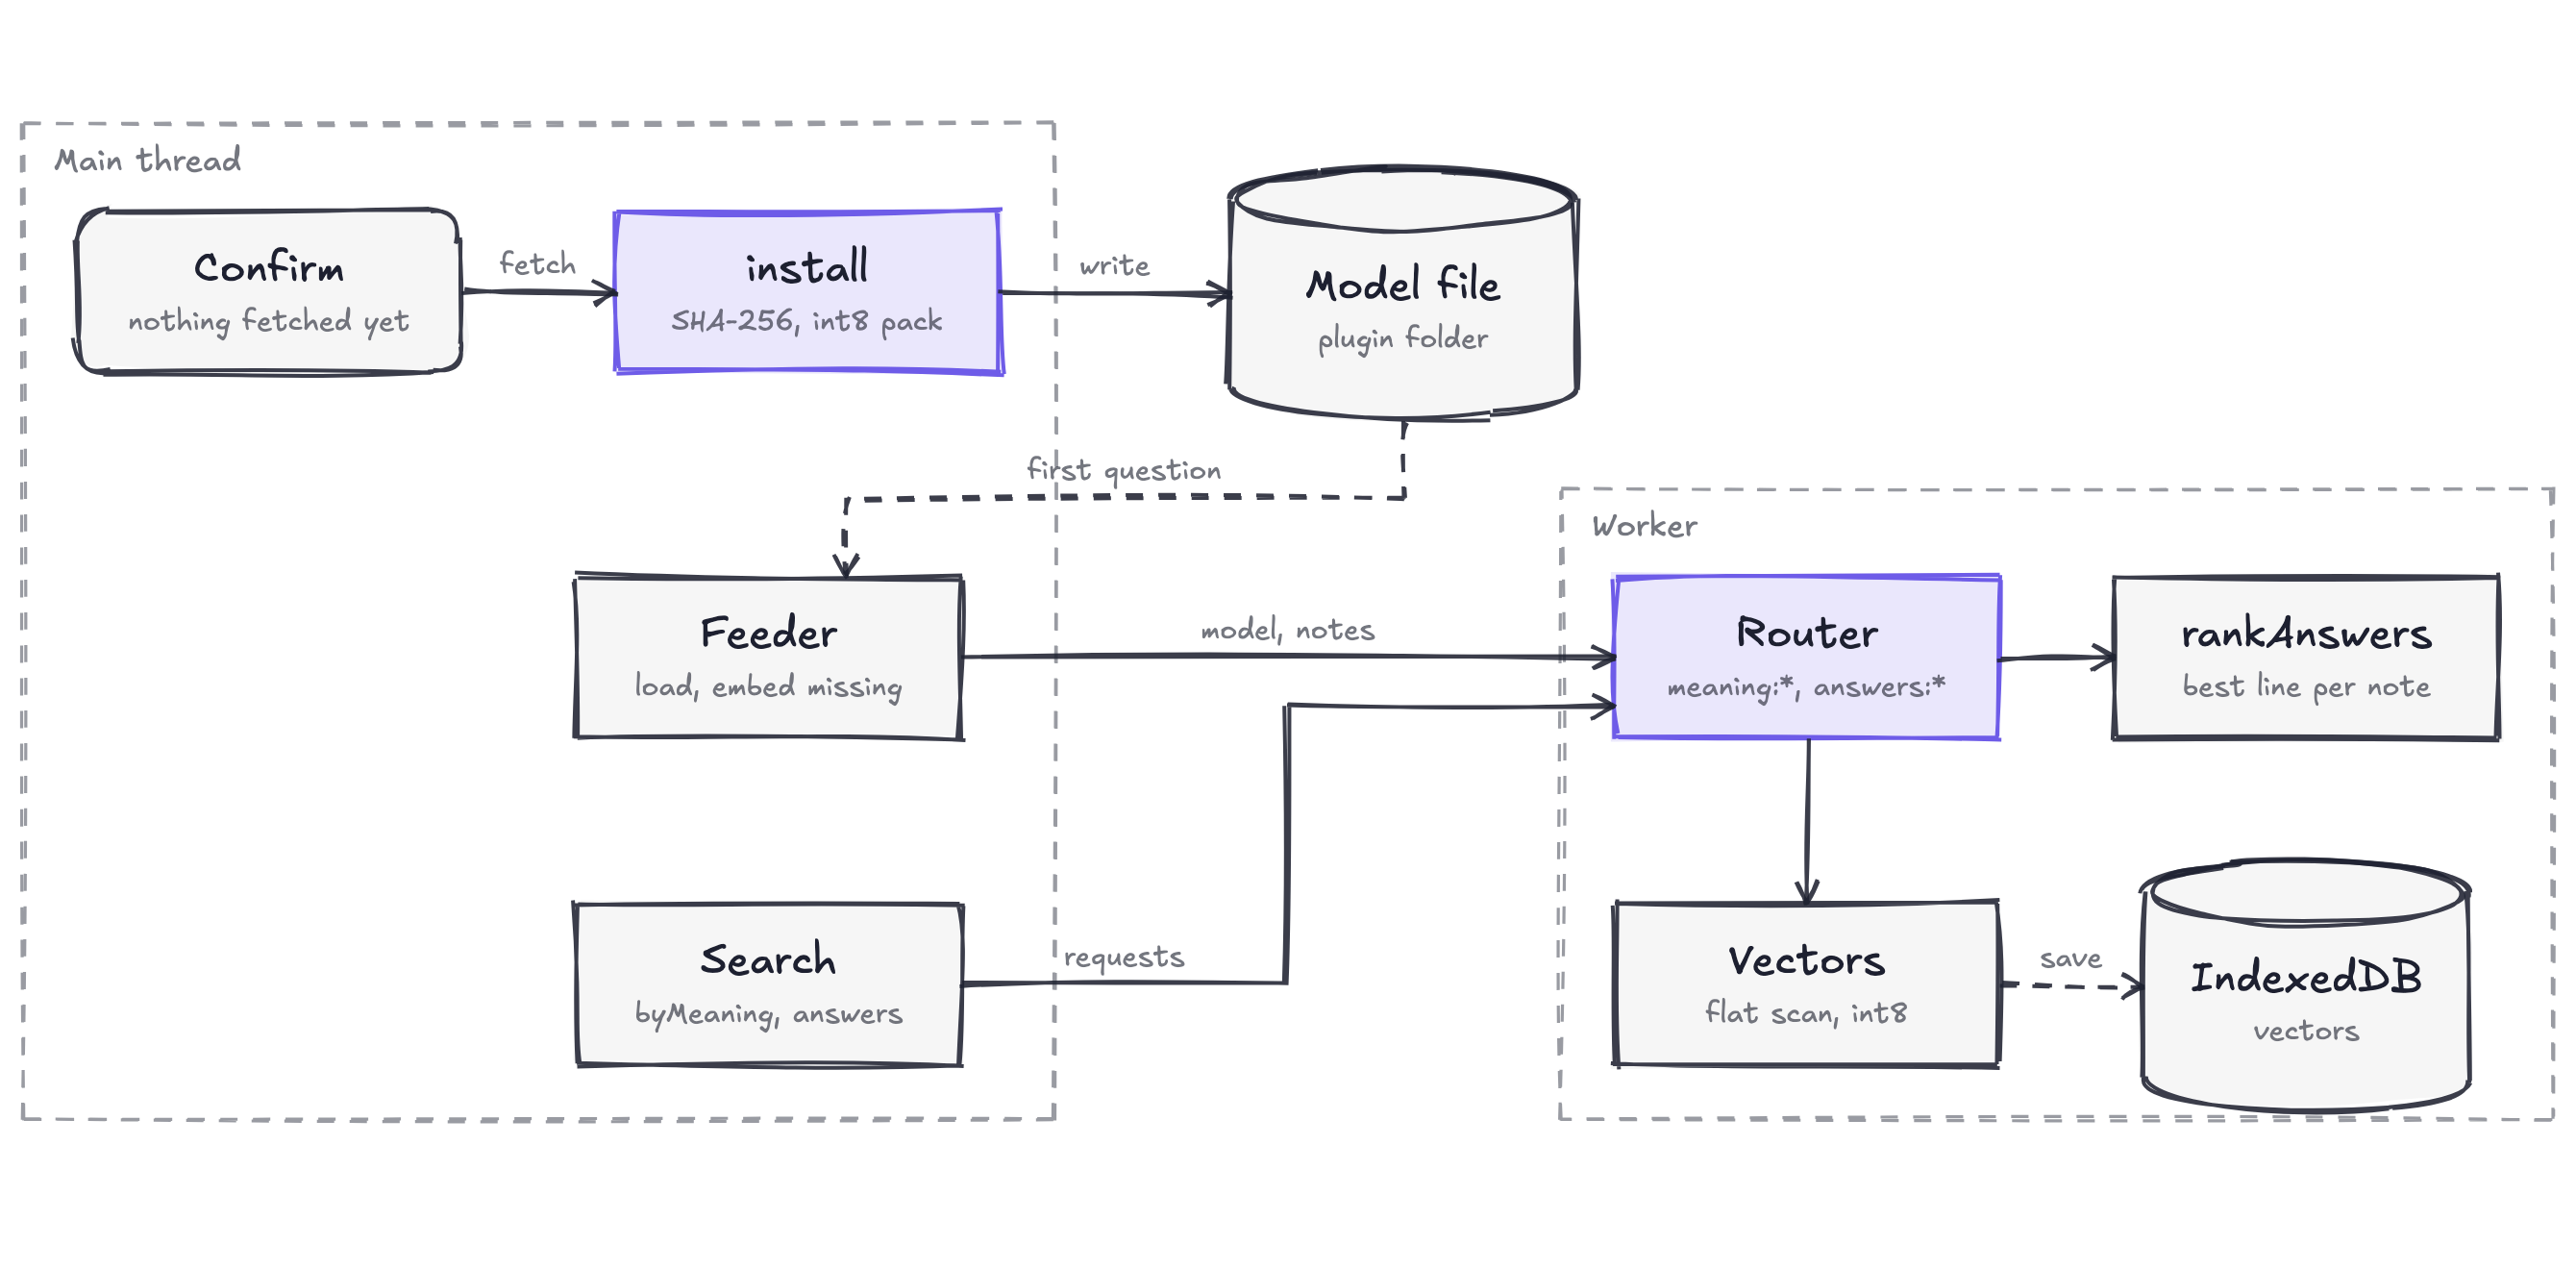 Main thread
Confirm
nothing fetched yet
fetch
install
SHA-256, int8 pack
write
Model file
plugin folder
first question
Feeder
load, embed missing
model, notes
Worker
Router
meaning:*, answers:*
rankAnswers
best line per note
Search
byMeaning, answers
requests
Vectors
flat scan, int8
save
IndexedDB
vectors